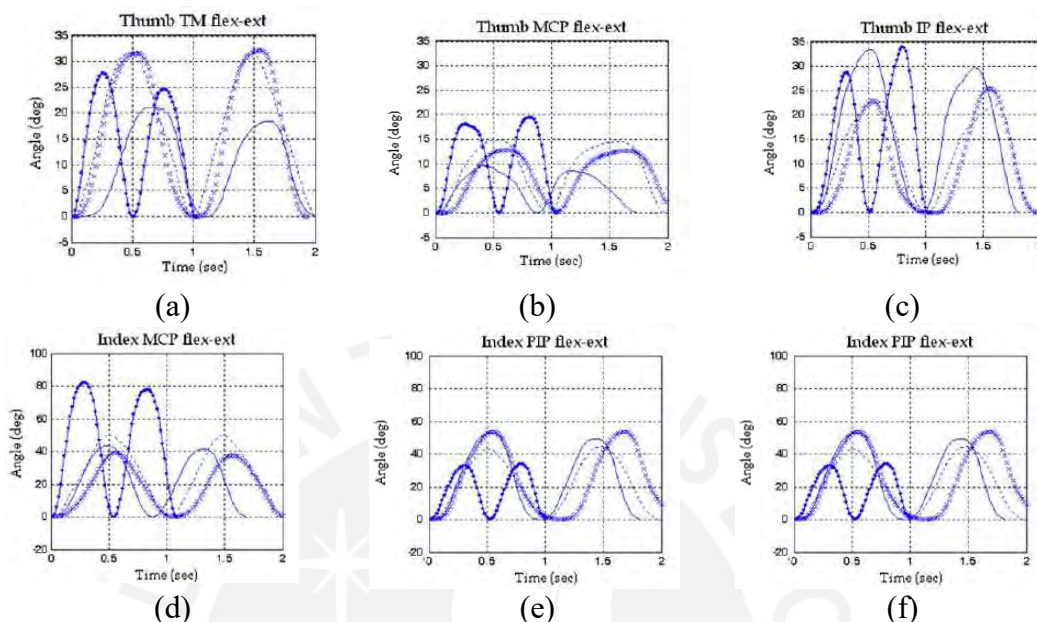 Thumb TM flex-ext
35
30
25
20
15
10
5
0
-5
Angle (deg)
0 0.5 1 1.5 2
Time (sec)
(a)
Thumb MCP flex-ext
35
30
25
20
15
10
5
0
-5
Angle (deg)
0 0.5 1 1.5 2
Time (sec)
(b)
Thumb IP flex-ext
35
30
25
20
15
10
5
0
-5
Angle (deg)
0 0.5 1 1.5 2
Time (sec)
(c)
Index MCP flex-ext
100
80
60
40
20
0
-20
Angle (deg)
0 0.5 1 1.5 2
Time (sec)
(d)
Index PIP flex-ext
100
80
60
40
20
0
-20
Angle (deg)
0 0.5 1 1.5 2
Time (sec)
(e)
Index PIP flex-ext
100
80
60
40
20
0
-20
Angle (deg)
0 0.5 1 1.5 2
Time (sec)
(f)